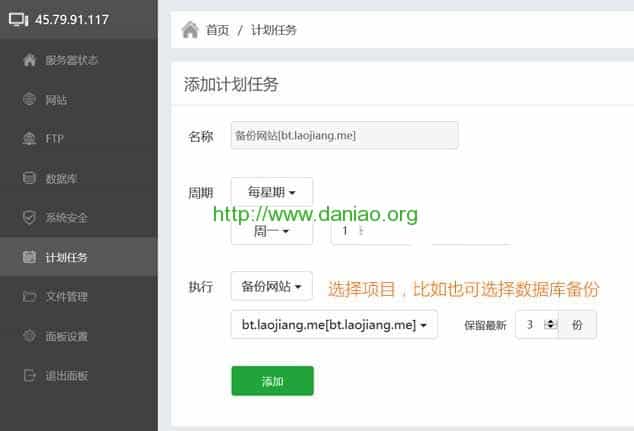 45.79.91.117
服务器状态
网站
FTP
数据库
系统安全
计划任务
文件管理
面板设置
退出面板
首页 / 计划任务
添加计划任务
名称 备份网站[bt.laojiang.me]
周期 每星期
http://www.daniao.org
周一 1
执行 备份网站 选择项目，比如也可选择数据库备份
bt.laojiang.me[bt.laojiang.me] 保留最新 3 份
添加